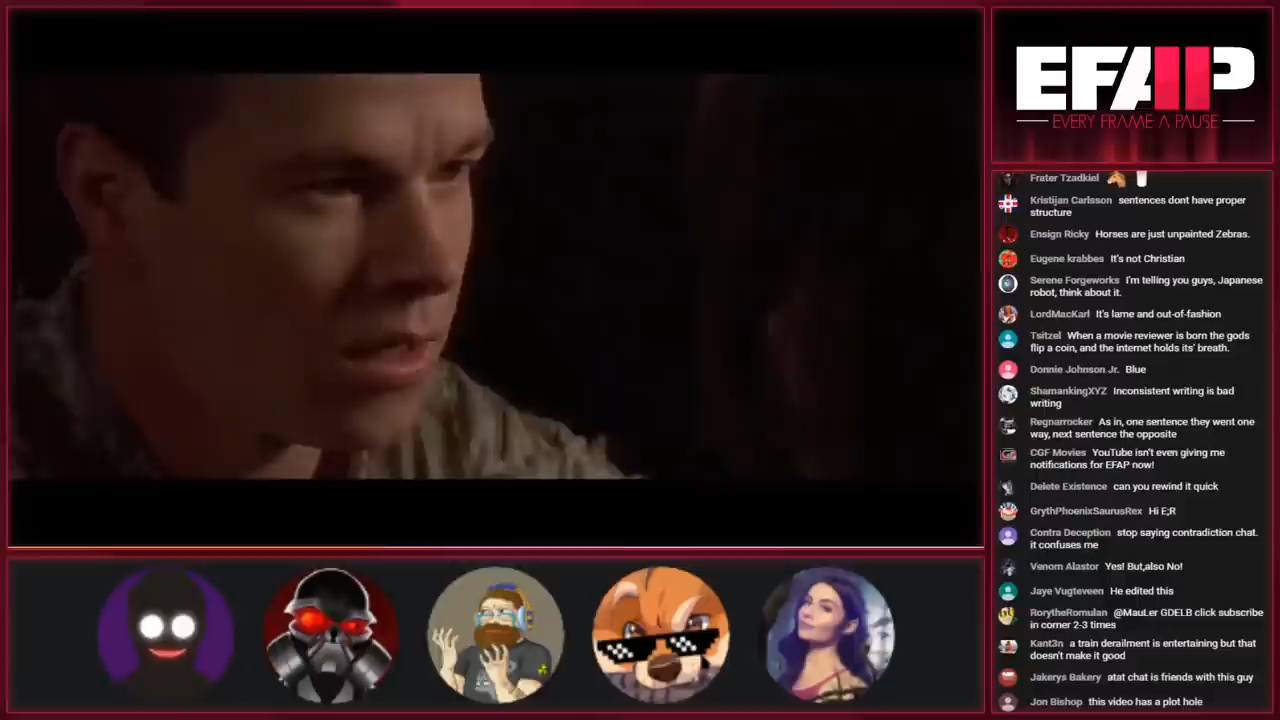 EFAP
EVERY FRAME A PAUSE
Frater Tzadkiel
Kristijan Carlsson sentences dont have proper
structure
Ensign Ricky Horses are just unpainted Zebras.
Eugene krabbes It's not Christian
Serene Forgeworks I'm telling you guys, Japanese
robot, think about it.
LordMacKarl It's lame and out-of-fashion
Tsitzel When a movie reviewer is born the gods
flip a coin, and the internet holds its' breath.
Donnie Johnson Jr. Blue
ShamankingXYZ Inconsistent writing is bad
writing
Regnarrocker As in, one sentence they went one
way, next sentence the opposite
CGF Movies YouTube isn't even giving me
notifications for EFAP now!
Delete Existence can you rewind it quick
GrythPhoenixSaurusRex Hi E;R
Contra Deception stop saying contradiction chat.
it confuses me
Venom Alastor Yes! But,also No!
Jaye Vugteveen He edited this
RorytheRomulan @MauLer GDELB click subscribe
in corner 2-3 times
Kant3n a train derailment is entertaining but that
doesn't make it good
Jakerys Bakery atat chat is friends with this guy
Jon Bishop this video has a plot hole